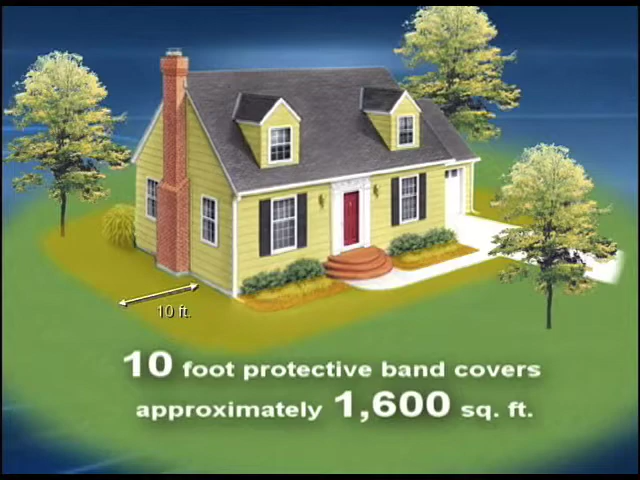 10 ft.
10 foot protective band covers
approximately 1,600 sq. ft.